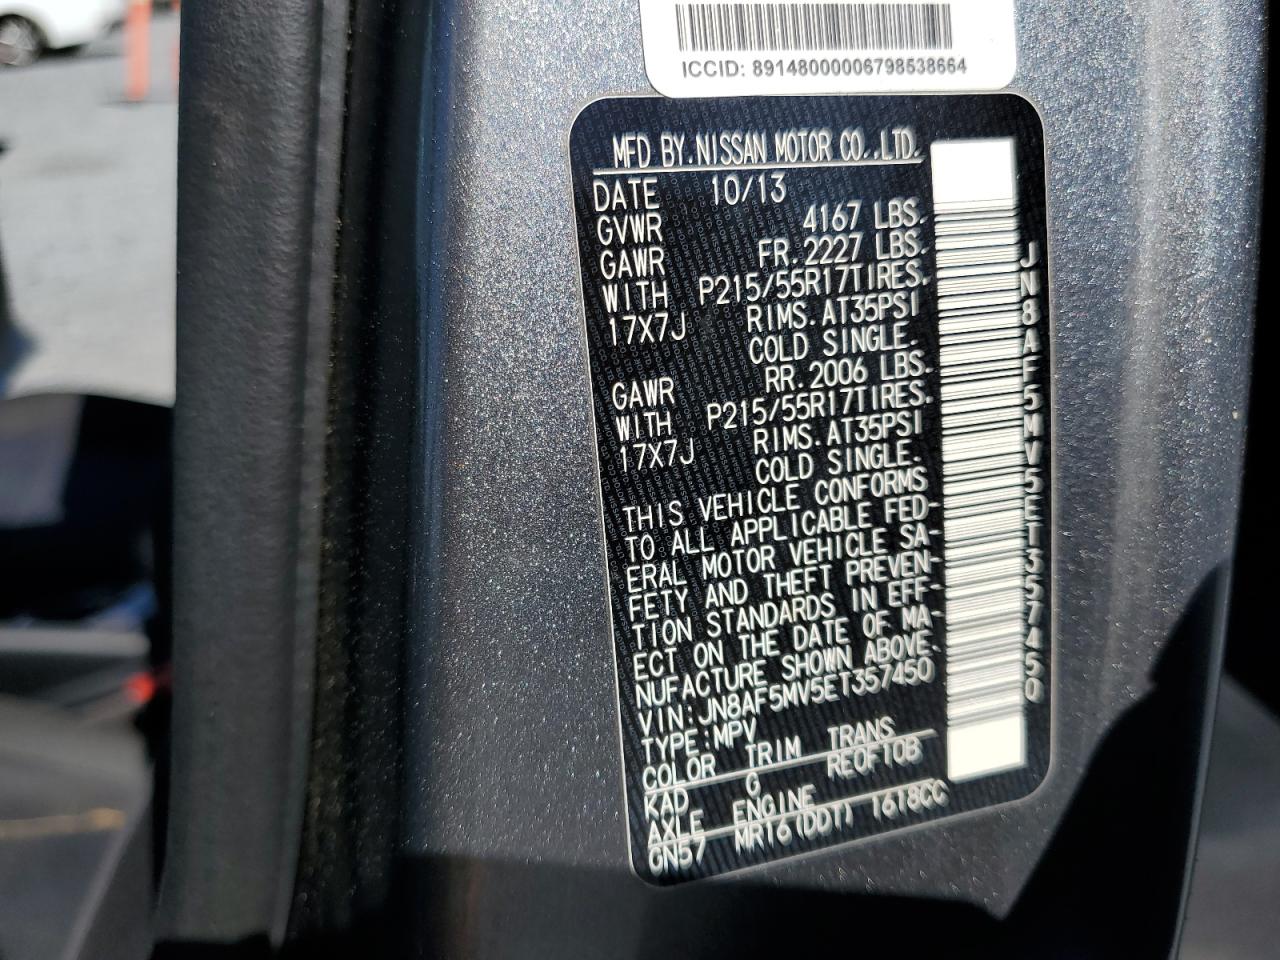 ICCID: 89148000006798538664
MFD BY.NISSAN MOTOR CO.,LTD.
DATE 10/13
GVWR 4167 LBS.
GAWR FR.2227 LBS.
WITH P215/55R17TIRES.
17X7J RIMS.AT35PSI
COLD SINGLE.
GAWR RR.2006 LBS.
WITH P215/55R17TIRES.
17X7J RIMS.AT35PSI
COLD SINGLE.
THIS VEHICLE CONFORMS
TO ALL APPLICABLE FED-
ERAL MOTOR VEHICLE SA-
FETY AND THEFT PREVEN-
TION STANDARDS IN EFF-
ECT ON THE DATE OF MA-
NUFACTURE SHOWN ABOVE.
VIN:JN8AF5MV5ET357450
TYPE:MPV
COLOR TRIM TRANS
KAD G RE0F10B
AXLE ENGINE
GN57 MR16(DDT) 1618CC
JN8AF5MV5ET357450